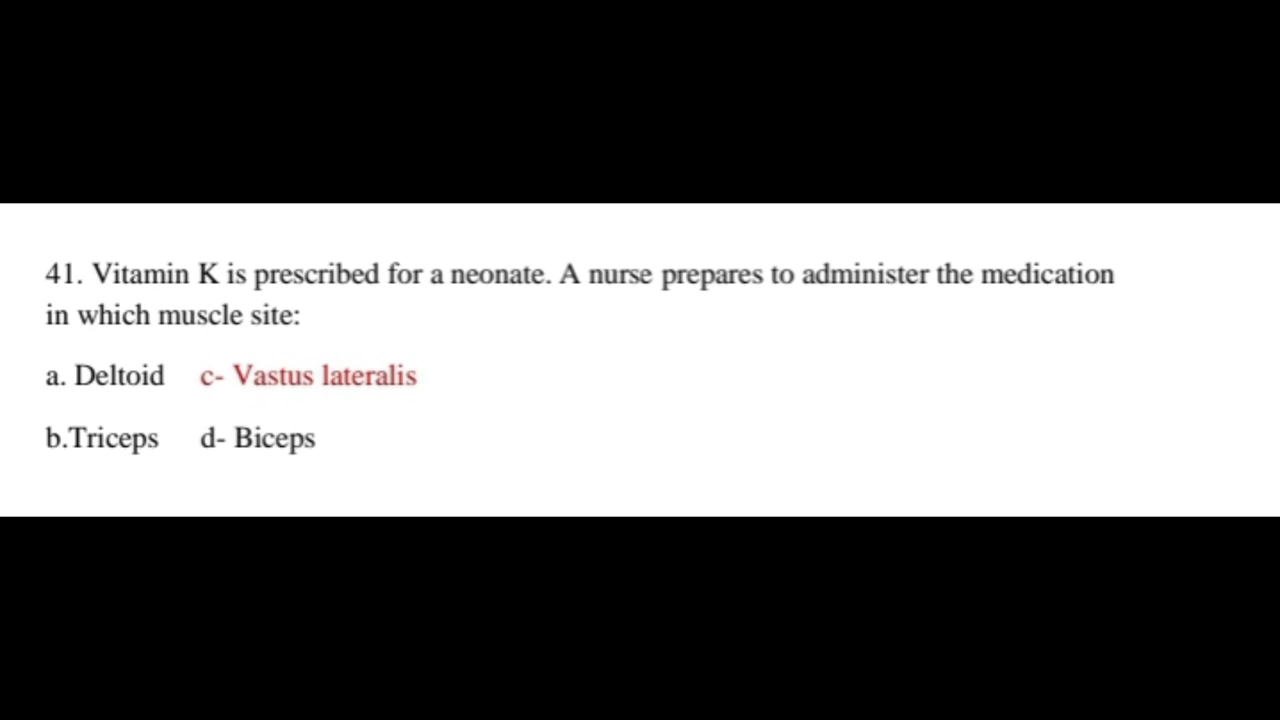 41. Vitamin K is prescribed for a neonate. A nurse prepares to administer the medication
in which muscle site:
a. Deltoid c- Vastus lateralis
b.Triceps d- Biceps